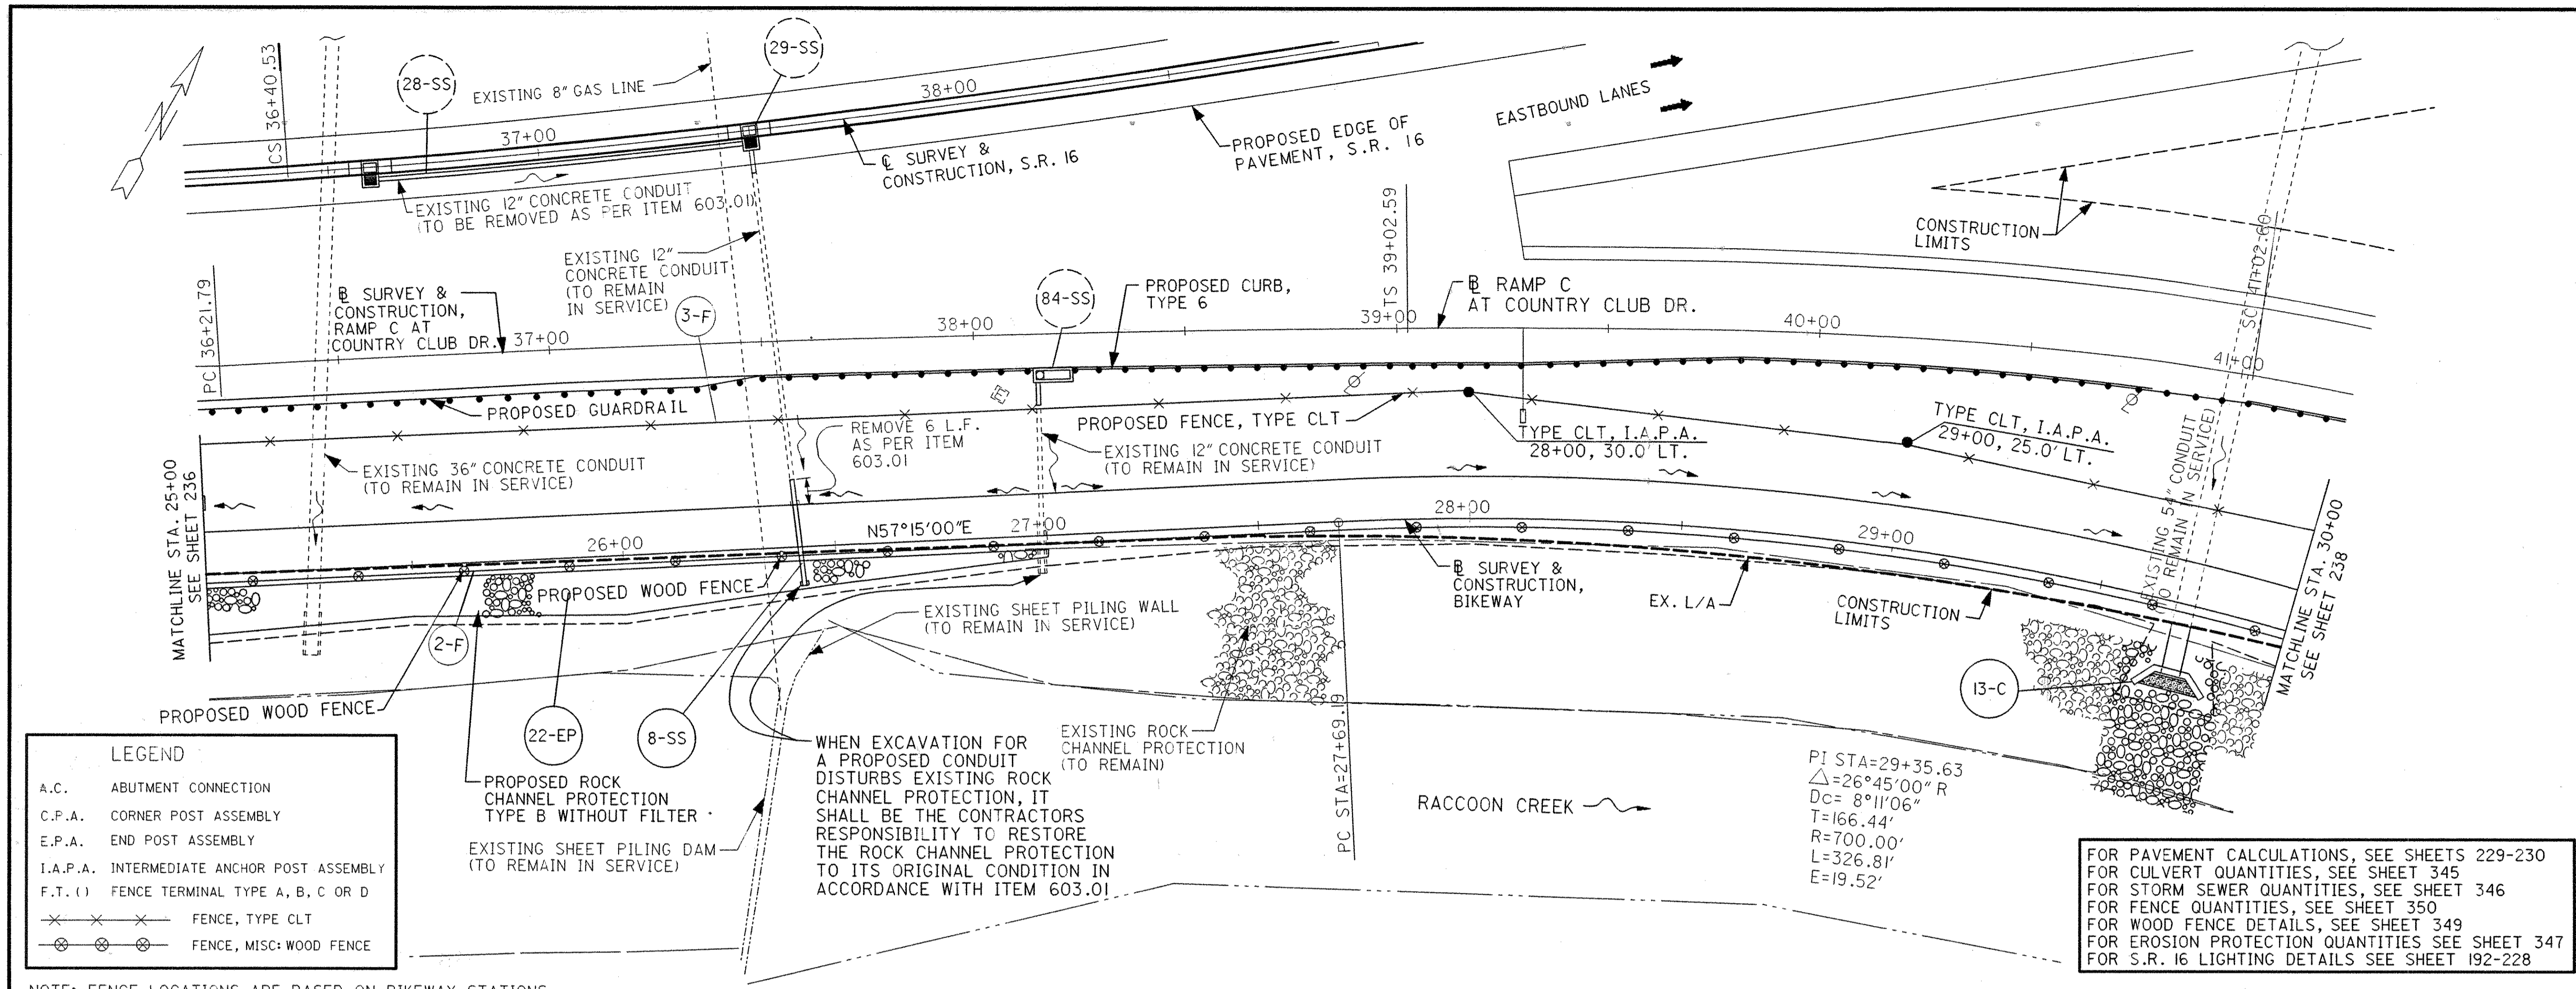 CS 36+40.53
28-SS
EXISTING 8" GAS LINE
29-SS
37+00
38+00
℄ SURVEY &
CONSTRUCTION, S.R. 16
PROPOSED EDGE OF
PAVEMENT, S.R. 16
EASTBOUND LANES
CONSTRUCTION
LIMITS
N
EXISTING 12" CONCRETE CONDUIT
(TO BE REMOVED AS PER ITEM 603.01)
EXISTING 12"
CONCRETE CONDUIT
(TO REMAIN
IN SERVICE)
PC 36+21.79
B SURVEY &
CONSTRUCTION,
RAMP C AT
COUNTRY CLUB DR.
37+00
3-F
38+00
84-SS
PROPOSED CURB,
TYPE 6
TS 39+02.59
39+00
B RAMP C
AT COUNTRY CLUB DR.
40+00
SC 41+02.60
41+00
PROPOSED GUARDRAIL
REMOVE 6 L.F.
AS PER ITEM
603.01
PROPOSED FENCE, TYPE CLT
EXISTING 12" CONCRETE CONDUIT
(TO REMAIN IN SERVICE)
TYPE CLT, I.A.P.A.
28+00, 30.0' LT.
TYPE CLT, I.A.P.A.
29+00, 25.0' LT.
EXISTING 54" CONDUIT
(TO REMAIN IN SERVICE)
MATCHLINE STA. 25+00
SEE SHEET 236
EXISTING 36" CONCRETE CONDUIT
(TO REMAIN IN SERVICE)
26+00
N57°15'00"E
27+00
28+00
29+00
MATCHLINE STA. 30+00
SEE SHEET 238
PROPOSED WOOD FENCE
2-F
EXISTING SHEET PILING WALL
(TO REMAIN IN SERVICE)
B SURVEY &
CONSTRUCTION,
BIKEWAY
EX. L/A
CONSTRUCTION
LIMITS
13-C
PROPOSED WOOD FENCE
22-EP
8-SS
PROPOSED ROCK
CHANNEL PROTECTION
TYPE B WITHOUT FILTER
EXISTING SHEET PILING DAM
(TO REMAIN IN SERVICE)
WHEN EXCAVATION FOR
A PROPOSED CONDUIT
DISTURBS EXISTING ROCK
CHANNEL PROTECTION, IT
SHALL BE THE CONTRACTORS
RESPONSIBILITY TO RESTORE
THE ROCK CHANNEL PROTECTION
TO ITS ORIGINAL CONDITION IN
ACCORDANCE WITH ITEM 603.01
EXISTING ROCK
CHANNEL PROTECTION
(TO REMAIN)
PC STA=27+69.19
RACCOON CREEK
PI STA=29+35.63
△=26°45'00" R
Dc= 8°11'06"
T=166.44'
R=700.00'
L=326.81'
E=19.52'
LEGEND
A.C. ABUTMENT CONNECTION
C.P.A. CORNER POST ASSEMBLY
E.P.A. END POST ASSEMBLY
I.A.P.A. INTERMEDIATE ANCHOR POST ASSEMBLY
F.T. () FENCE TERMINAL TYPE A, B, C OR D
FENCE, TYPE CLT
FENCE, MISC: WOOD FENCE
FOR PAVEMENT CALCULATIONS, SEE SHEETS 229-230
FOR CULVERT QUANTITIES, SEE SHEET 345
FOR STORM SEWER QUANTITIES, SEE SHEET 346
FOR FENCE QUANTITIES, SEE SHEET 350
FOR WOOD FENCE DETAILS, SEE SHEET 349
FOR EROSION PROTECTION QUANTITIES SEE SHEET 347
FOR S.R. 16 LIGHTING DETAILS SEE SHEET 192-228
NOTE: FENCE LOCATIONS ARE BASED ON BIKEWAY STATIONS